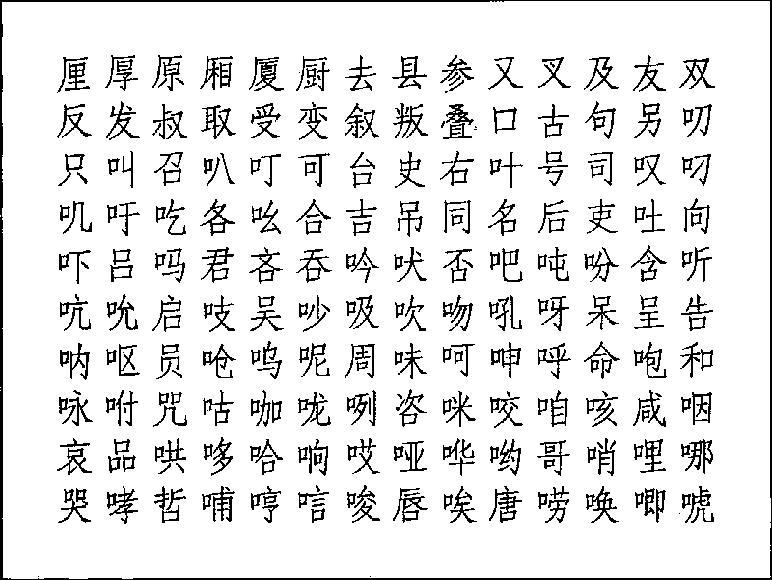 厘厚原厢厦厨去县参又叉及友双
反发叔取受变叙叛叠口古句另叨
只叫召叭叮可台史右叶号司叹叼
叽吁吃各吆合吉吊同名后吏吐向
吓吕吗君吝吞吟吠否吧吨吩含听
吭吮启吱吴吵吸吹吻吼呀呆呈告
呐呕员呛呜呢周味呵呻呼命咆和
咏咐咒咕咖咙咧咨咪咬咱咳咸咽
哀品哄哆哈响哎哑哗哟哥哨哩哪
哭哮哲哺哼唁唆唇唉唐唠唤唧唬